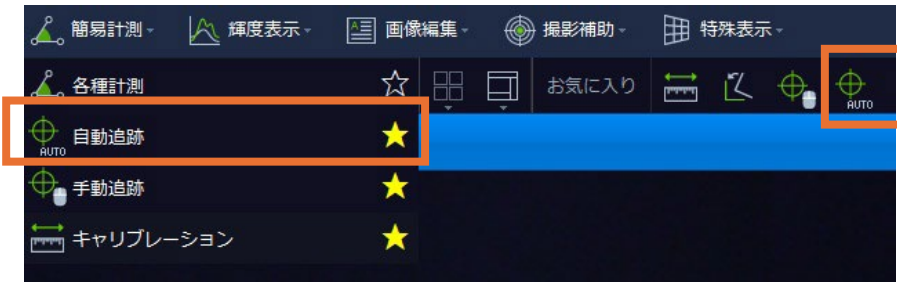 簡易計測 輝度表示 画像編集 撮影補助 特殊表示
各種計測 お気に入り AUTO
自動追跡
AUTO
手動追跡
キャリブレーション